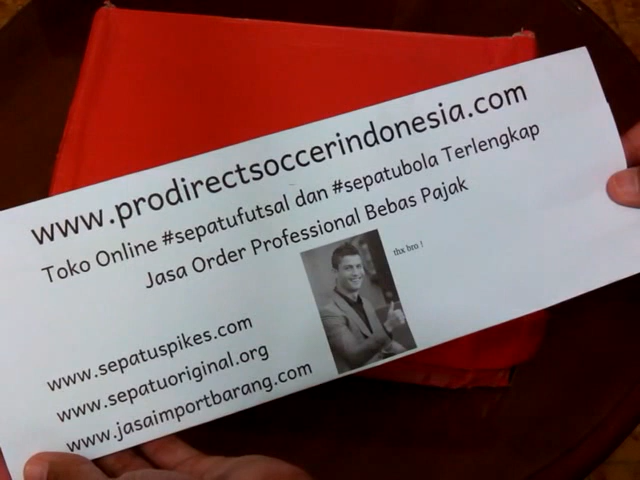 www.prodirectsoccerindonesia.com
Toko Online #sepatufutsal dan #sepatubola Terlengkap
Jasa Order Professional Bebas Pajak
thx bro !
www.sepatuspikes.com
www.sepatuoriginal.org
www.jasaimportbarang.com